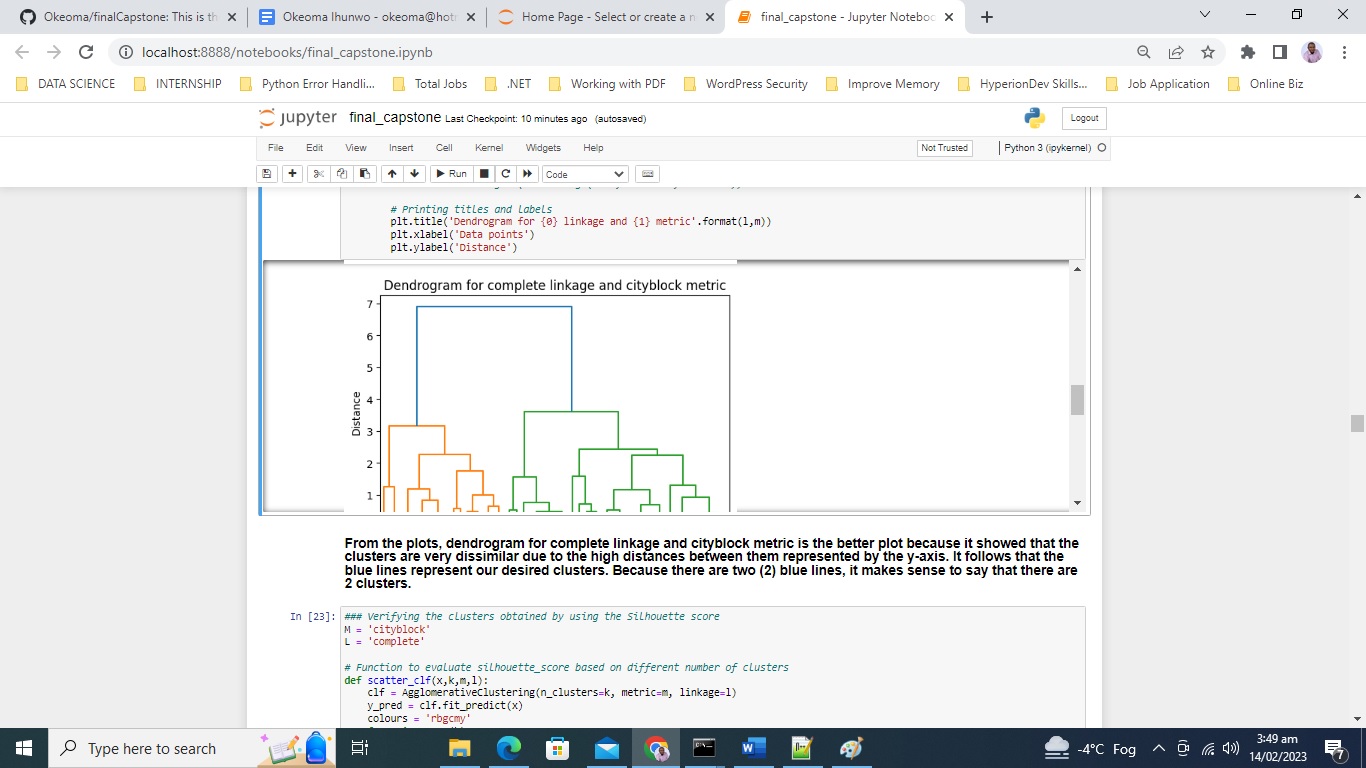 Okeoma/finalCapstone: This is th
Okeoma Ihunwo - okeoma@hotm
Home Page - Select or create a n
final_capstone - Jupyter Noteboo
localhost:8888/notebooks/final_capstone.ipynb
DATA SCIENCE
INTERNSHIP
Python Error Handli...
Total Jobs
.NET
Working with PDF
WordPress Security
Improve Memory
HyperionDev Skills...
Job Application
Online Biz
jupyter final_capstone Last Checkpoint: 10 minutes ago (autosaved)
Logout
File Edit View Insert Cell Kernel Widgets Help
Not Trusted
Python 3 (ipykernel)
Run
Code
# Printing titles and labels
plt.title('Dendrogram for {0} linkage and {1} metric'.format(l,m))
plt.xlabel('Data points')
plt.ylabel('Distance')
Dendrogram for complete linkage and cityblock metric
7
6
5
4
3
2
1
Distance
From the plots, dendrogram for complete linkage and cityblock metric is the better plot because it showed that the
clusters are very dissimilar due to the high distances between them represented by the y-axis. It follows that the
blue lines represent our desired clusters. Because there are two (2) blue lines, it makes sense to say that there are
2 clusters.
In [23]:
### Verifying the clusters obtained by using the Silhouette score
M = 'cityblock'
L = 'complete'
# Function to evaluate silhouette_score based on different number of clusters
def scatter_clf(x,k,m,l):
clf = AgglomerativeClustering(n_clusters=k, metric=m, linkage=l)
y_pred = clf.fit_predict(x)
colours = 'rbgcmy'
Type here to search
-4°C Fog
3:49 am
14/02/2023
7